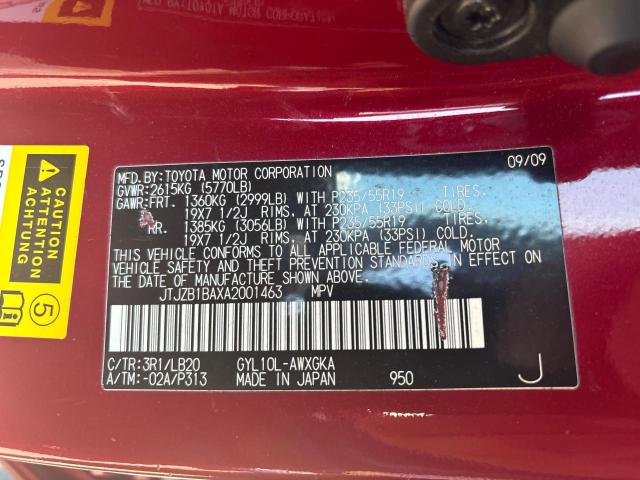 MFD.BY:TOYOTA MOTOR CORPORATION 09/09
GVWR:2615KG (5770LB)
GAWR:FRT. 1360KG (2999LB) WITH P235/55R19 TIRES.
19X7 1/2J RIMS. AT 230KPA (33PSI) COLD.
RR. 1385KG (3056LB) WITH P235/55R19 TIRES.
19X7 1/2J RIMS. AT 230KPA (33PSI) COLD.
THIS VEHICLE CONFORMS TO ALL APPLICABLE FEDERAL MOTOR
VEHICLE SAFETY AND THEFT PREVENTION STANDARDS IN EFFECT ON
THE DATE OF MANUFACTURE SHOWN ABOVE.
JTJZB1BAXA2001463 MPV
C/TR:3R1/LB20 GYL10L-AWXGKA
A/TM:-02A/P313 MADE IN JAPAN 950 J
CAUTION
ATTENTION
ACHTUNG
5